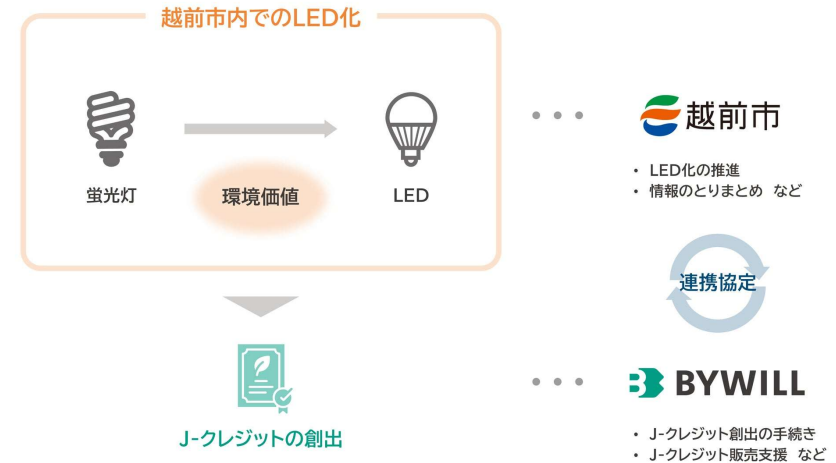 越前市内でのLED化
蛍光灯
環境価値
LED
越前市
・ LED化の推進
・ 情報のとりまとめ など
連携協定
J-クレジットの創出
BYWILL
・ J-クレジット創出の手続き
・ J-クレジット販売支援 など